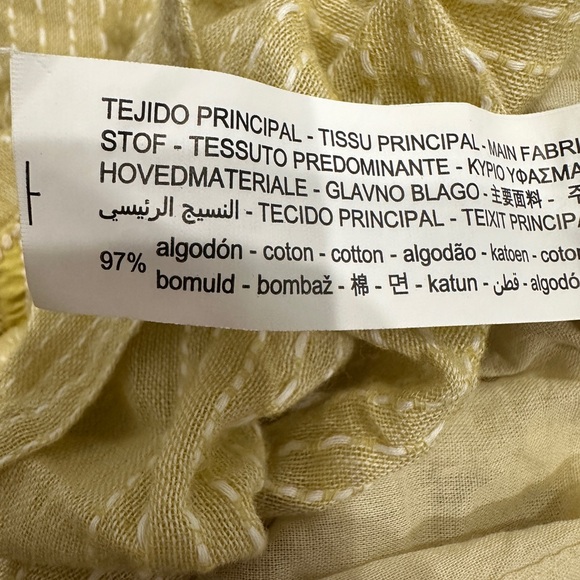 TEJIDO PRINCIPAL - TISSU PRINCIPAL - MAIN FABRI
STOF - TESSUTO PREDOMINANTE - ΚΥΡΙΟ ΥΦΑΣΜΑ
HOVEDMATERIALE - GLAVNO BLAGO - 主要面料 - 주
النسيج الرئيسي - TECIDO PRINCIPAL - TEIXIT PRINCIPA
97% algodón - coton - cotton - algodão - katoen - coton
bomuld - bombaž - 棉 - 면 - katun - قطن - algodó